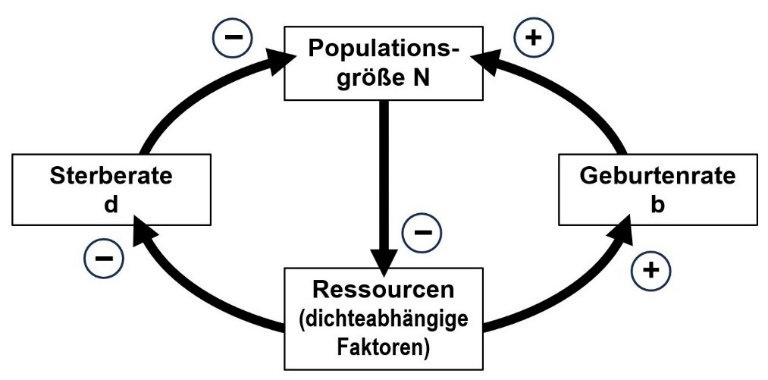 −
+
Populations-
größe N
Sterberate
d
Geburtenrate
b
−
−
+
Ressourcen
(dichteabhängige
Faktoren)